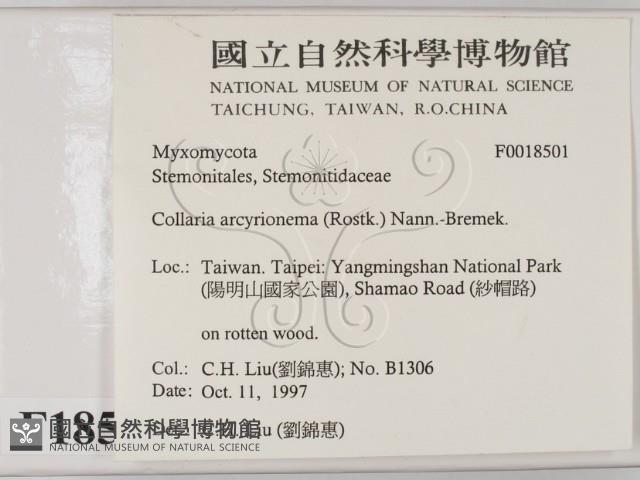 國立自然科學博物館
NATIONAL MUSEUM OF NATURAL SCIENCE
TAICHUNG, TAIWAN, R.O.CHINA
Myxomycota F0018501
Stemonitales, Stemonitidaceae
Collaria arcyrionema (Rostk.) Nann.-Bremek.
Loc.: Taiwan. Taipei: Yangmingshan National Park
(陽明山國家公園), Shamao Road (紗帽路)
on rotten wood.
Col.: C.H. Liu(劉錦惠); No. B1306
Date: Oct. 11, 1997
(劉錦惠)
F185
國立自然科學博物館
NATIONAL MUSEUM OF NATURAL SCIENCE